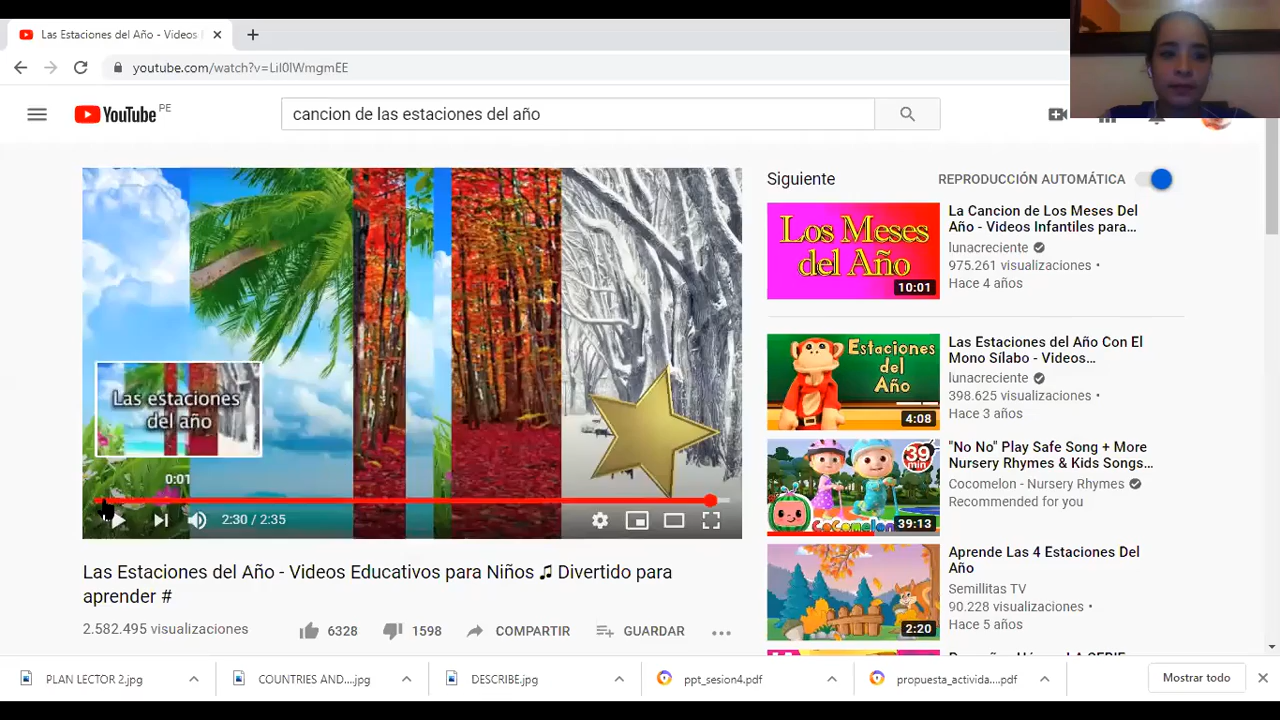 Las Estaciones del Año - Videos
youtube.com/watch?v=LiI0lWmgmEE
YouTube PE
cancion de las estaciones del año
Las estaciones
del año
0:01
2:30 / 2:35
Las Estaciones del Año - Videos Educativos para Niños ♫ Divertido para
aprender #
2.582.495 visualizaciones
6328
1598
COMPARTIR
GUARDAR
Siguiente
REPRODUCCIÓN AUTOMÁTICA
Los Meses
del Año
10:01
La Cancion de Los Meses Del
Año - Videos Infantiles para...
lunacreciente
975.261 visualizaciones •
Hace 4 años
Estaciones
del
Año
4:08
Las Estaciones del Año Con El
Mono Sílabo - Videos...
lunacreciente
398.625 visualizaciones •
Hace 3 años
39
min
CoComelon
39:13
"No No" Play Safe Song + More
Nursery Rhymes & Kids Songs...
Cocomelon - Nursery Rhymes
Recommended for you
2:20
Aprende Las 4 Estaciones Del
Año
Semillitas TV
90.228 visualizaciones •
Hace 5 años
PLAN LECTOR 2.jpg
COUNTRIES AND....jpg
DESCRIBE.jpg
ppt_sesion4.pdf
propuesta_activida....pdf
Mostrar todo